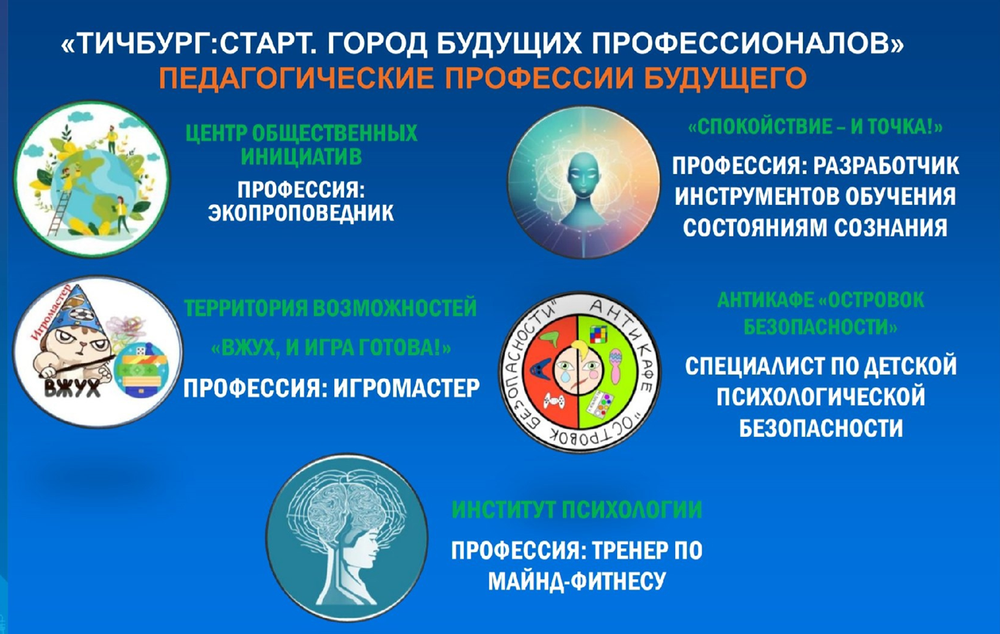 «ТИЧБУРГ:СТАРТ. ГОРОД БУДУЩИХ ПРОФЕССИОНАЛОВ»
ПЕДАГОГИЧЕСКИЕ ПРОФЕССИИ БУДУЩЕГО
ЦЕНТР ОБЩЕСТВЕННЫХ
ИНИЦИАТИВ
ПРОФЕССИЯ:
ЭКОПРОПОВЕДНИК
«СПОКОЙСТВИЕ – И ТОЧКА!»
ПРОФЕССИЯ: РАЗРАБОТЧИК
ИНСТРУМЕНТОВ ОБУЧЕНИЯ
СОСТОЯНИЯМ СОЗНАНИЯ
Игромастер
ВЖУХ
ТЕРРИТОРИЯ ВОЗМОЖНОСТЕЙ
«ВЖУХ, И ИГРА ГОТОВА!»
ПРОФЕССИЯ: ИГРОМАСТЕР
АНТИКАФЕ "ОСТРОВОК БЕЗОПАСНОСТИ"
АНТИКАФЕ «ОСТРОВОК
БЕЗОПАСНОСТИ»
СПЕЦИАЛИСТ ПО ДЕТСКОЙ
ПСИХОЛОГИЧЕСКОЙ
БЕЗОПАСНОСТИ
ИНСТИТУТ ПСИХОЛОГИИ
ПРОФЕССИЯ: ТРЕНЕР ПО
МАЙНД-ФИТНЕСУ